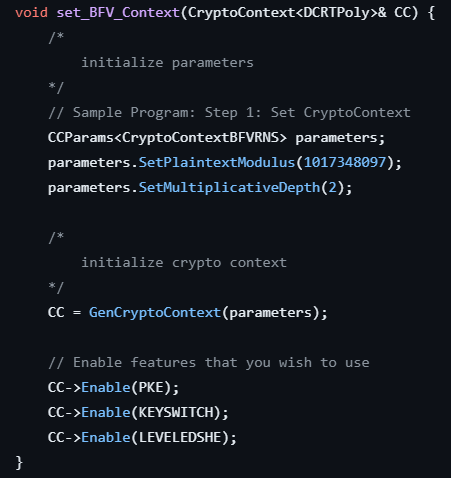 void set_BFV_Context(CryptoContext<DCRTPoly>& CC) {
/*
initialize parameters
*/
// Sample Program: Step 1: Set CryptoContext
CCParams<CryptoContextBFVRNS> parameters;
parameters.SetPlaintextModulus(1017348097);
parameters.SetMultiplicativeDepth(2);
/*
initialize crypto context
*/
CC = GenCryptoContext(parameters);
// Enable features that you wish to use
CC->Enable(PKE);
CC->Enable(KEYSWITCH);
CC->Enable(LEVELEDSHE);
}